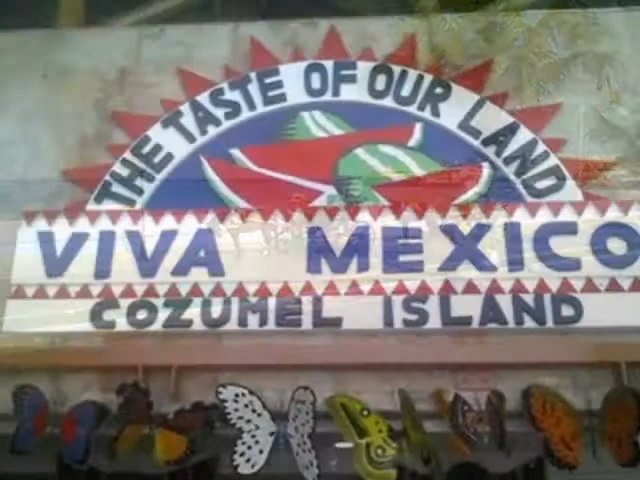 THE TASTE OF OUR LAND
VIVA MEXICO
COZUMEL ISLAND